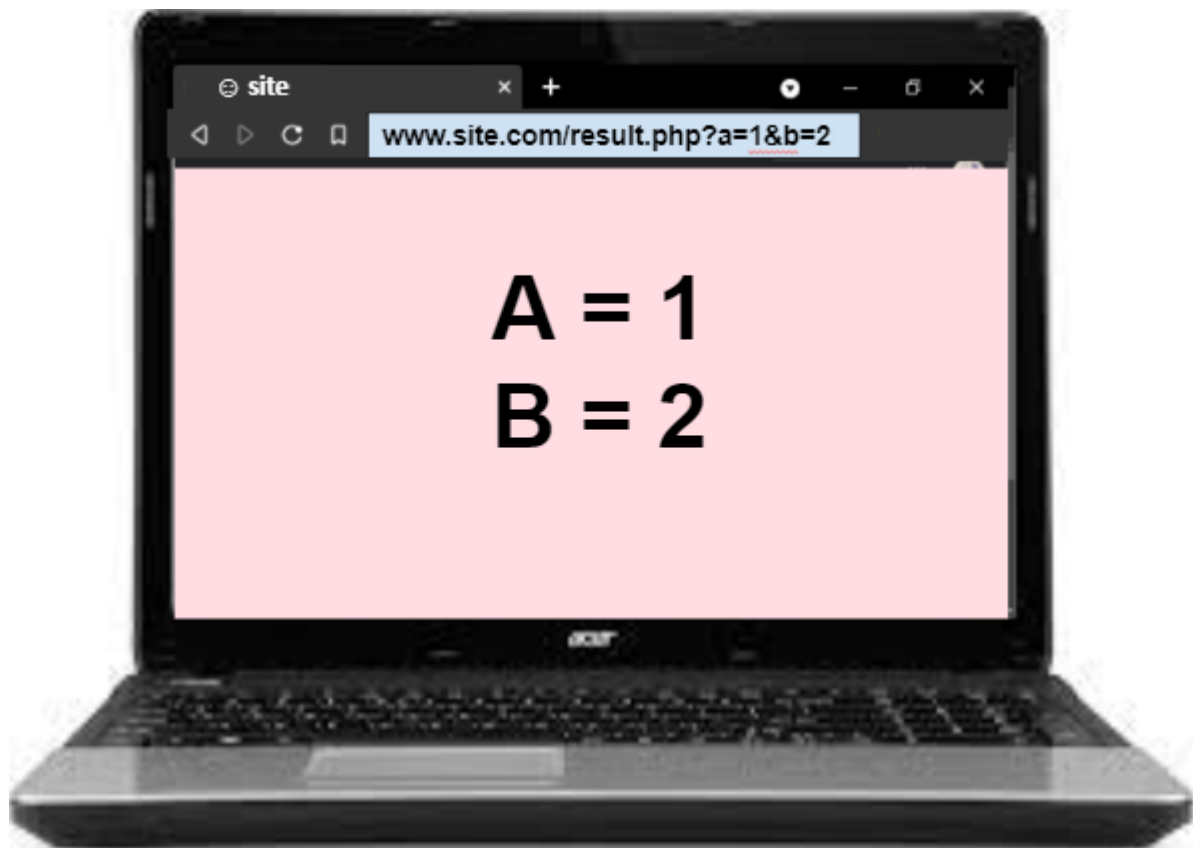 site
www.site.com/result.php?a=1&b=2
A = 1
B = 2
acer